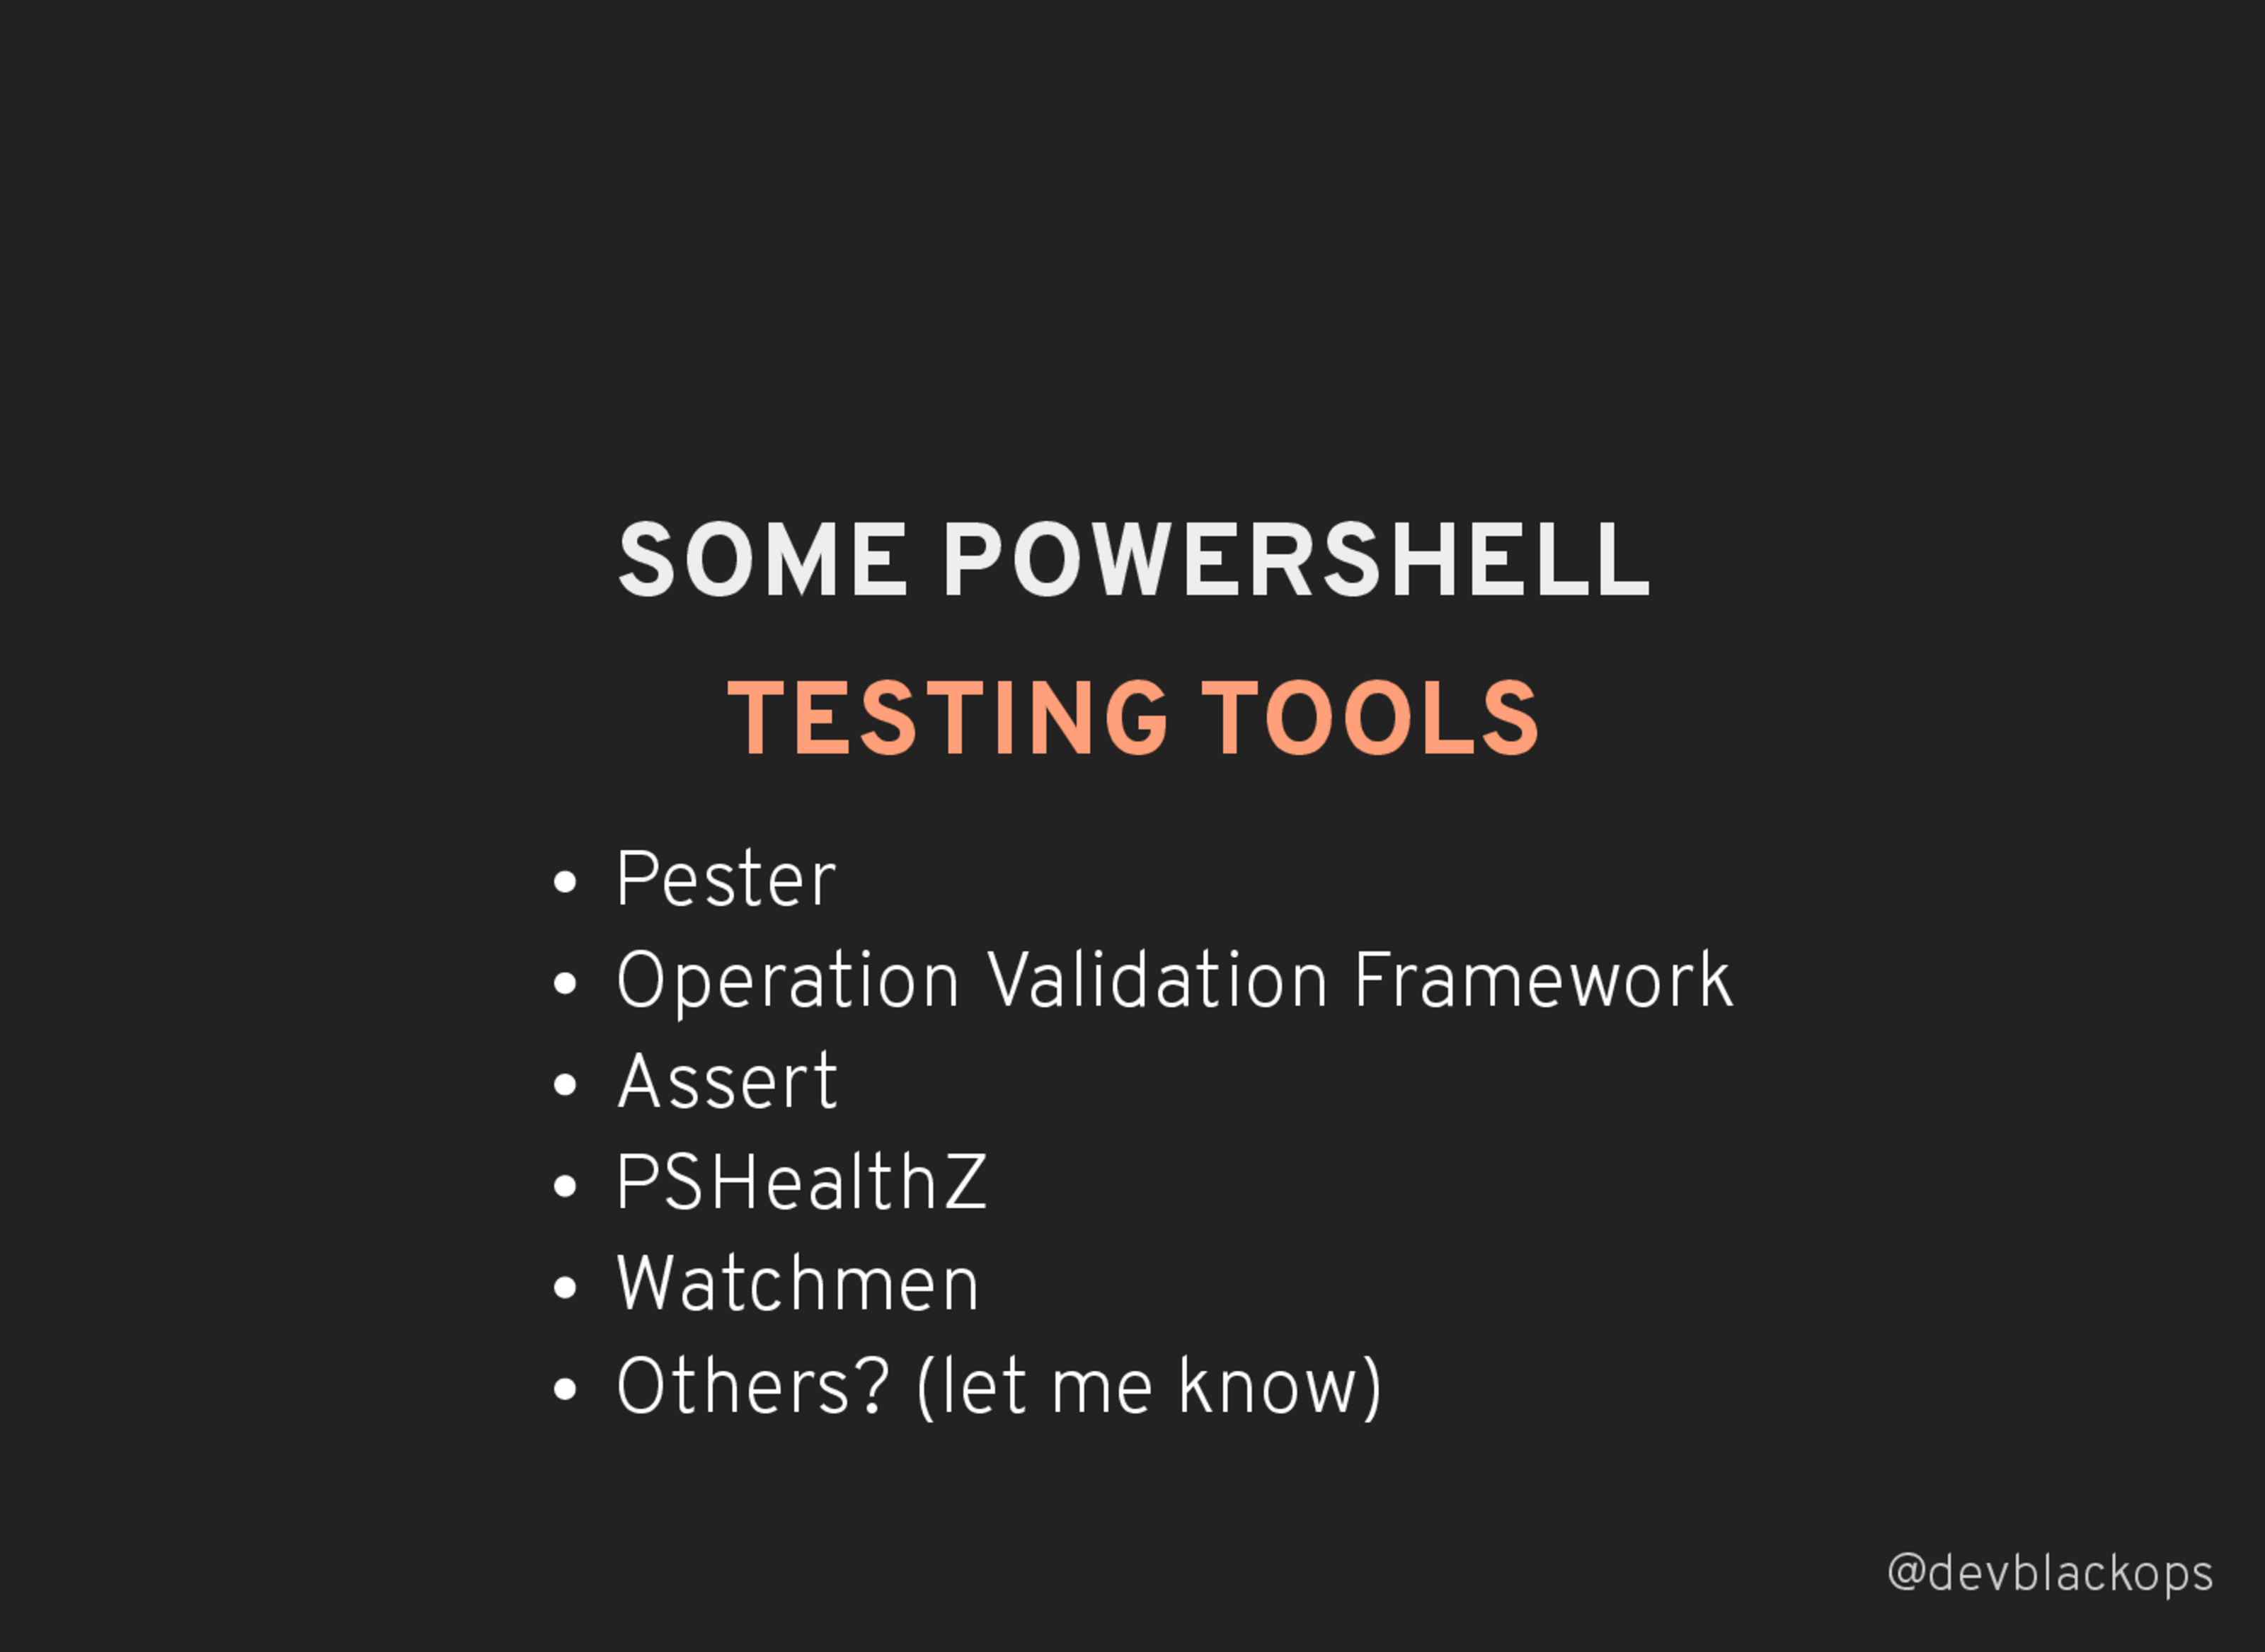 SOME POWERSHELL
TESTING TOOLS
• Pester
• Operation Validation Framework
• Assert
• PSHealthZ
• Watchmen
• Others? (let me know)
@devblackops